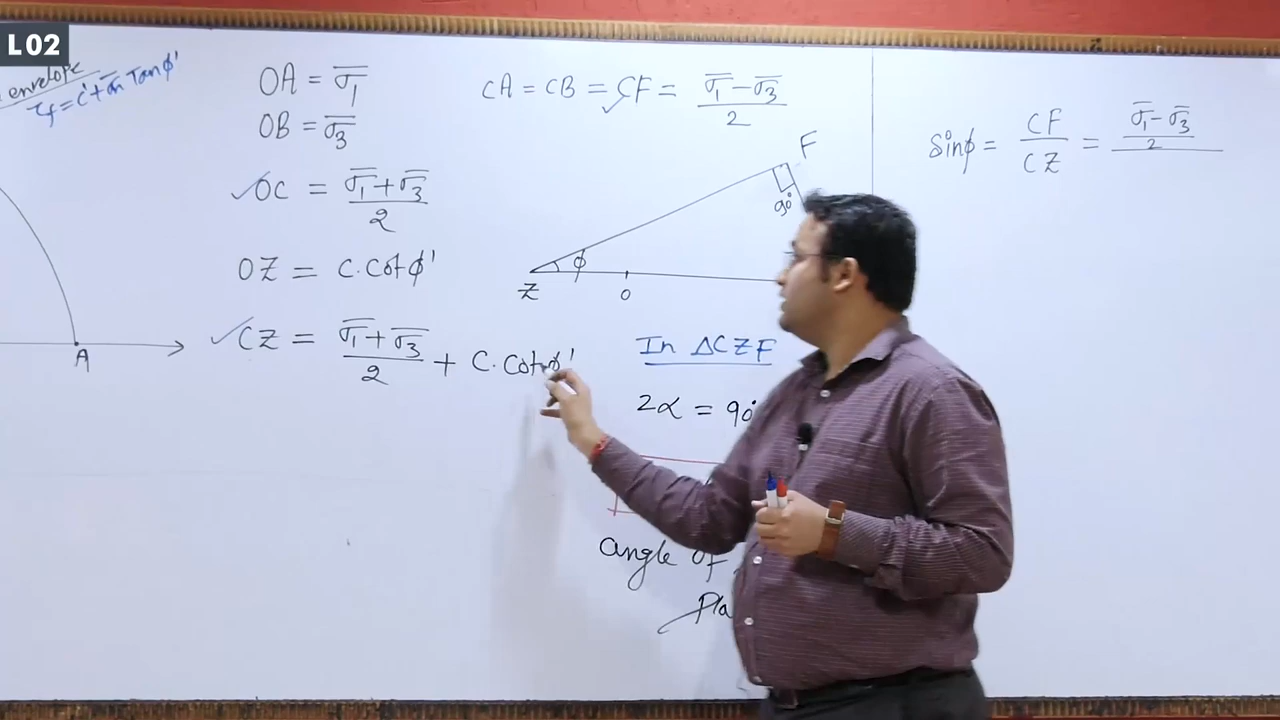 L 02
envelope
τf = c' + σ̅n Tanφ'
OA = σ̅1
OB = σ̅3
✓OC = (σ̅1 + σ̅3)/2
OZ = C.Cotφ'
✓CZ = (σ̅1 + σ̅3)/2 + C.Cotφ'
A
CA = CB = ✓CF = (σ̅1 - σ̅3)/2
F
90°
φ
Z
O
In ΔCZF
2α = 90°
angle of
Pla
Sinφ = CF/CZ = (σ̅1 - σ̅3)/2